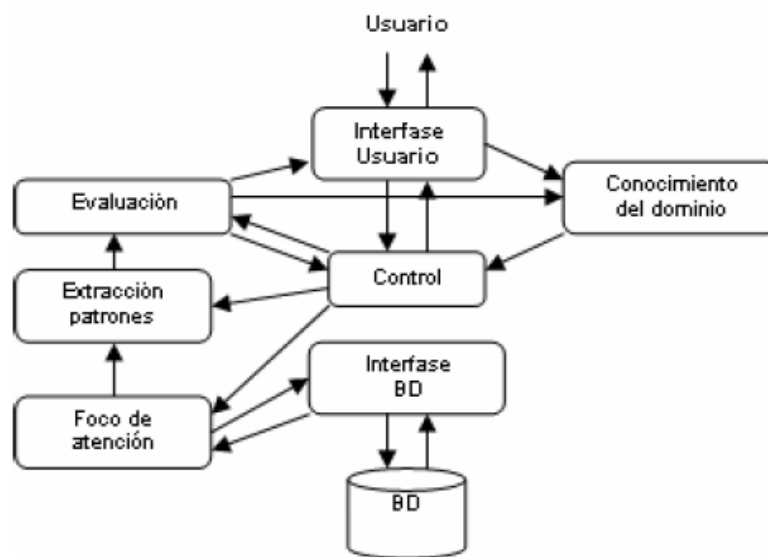 Usuario
Interfase
Usuario
Conocimiento
del dominio
Evaluación
Control
Extracción
patrones
Interfase
BD
Foco de
atención
BD